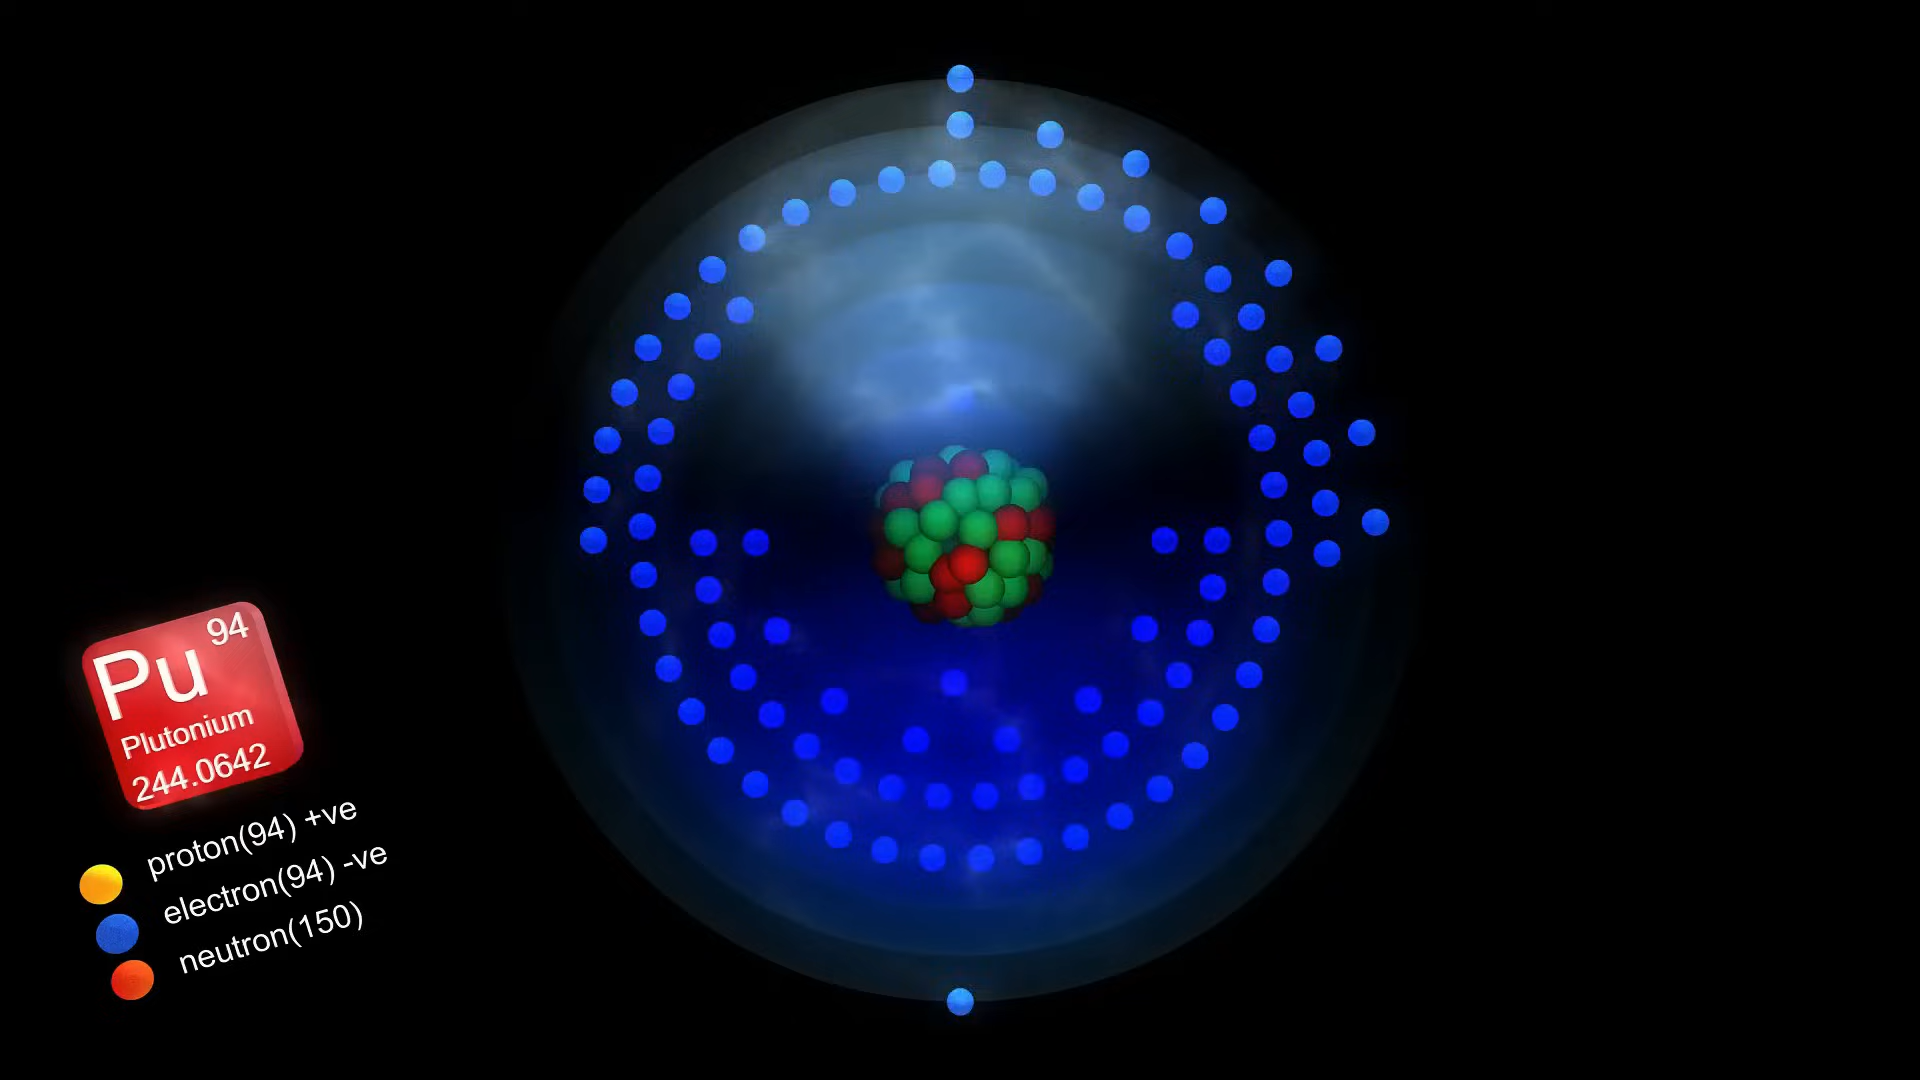 94
Pu
Plutonium
244.0642
proton(94) +ve
electron(94) -ve
neutron(150)